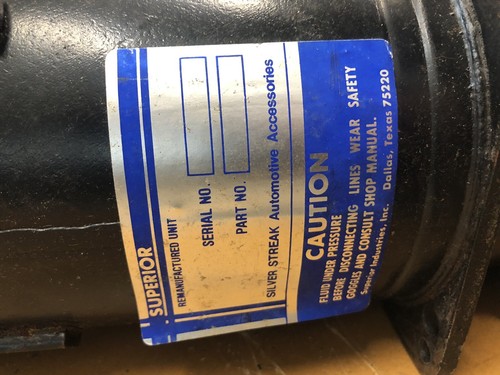 SUPERIOR
REMANUFACTURED UNIT
SERIAL NO.
PART NO.
SILVER STREAK Automotive Accessories
CAUTION
FLUID UNDER PRESSURE
BEFORE DISCONNECTING LINES WEAR SAFETY
GOGGLES AND CONSULT SHOP MANUAL.
Superior Industries, Inc. Dallas, Texas 75220